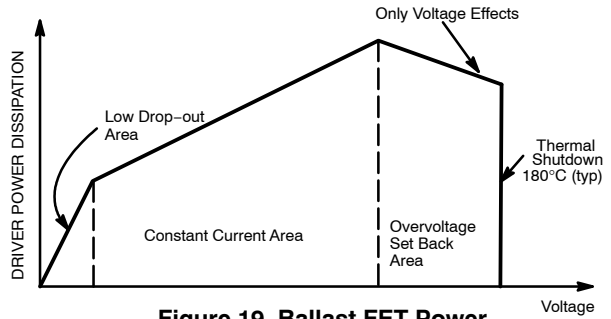 Only Voltage Effects
DRIVER POWER DISSIPATION
Low Drop−out
Area
Thermal
Shutdown
180°C (typ)
Constant Current Area
Overvoltage
Set Back
Area
Voltage
Figure 19. Ballast FET Power